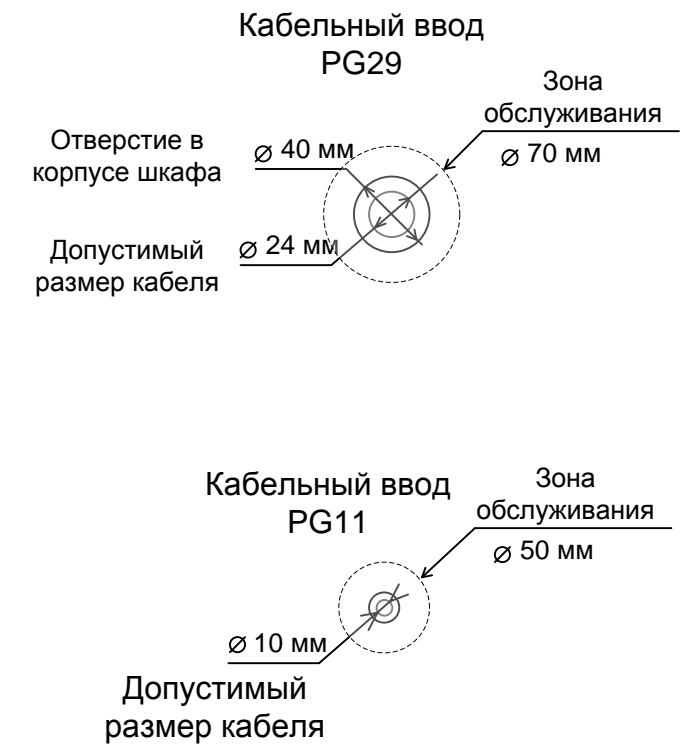 Кабельный ввод
PG29
Зона
обслуживания
⌀ 70 мм
Отверстие в
корпусе шкафа
⌀ 40 мм
Допустимый
размер кабеля
⌀ 24 мм
Кабельный ввод
PG11
Зона
обслуживания
⌀ 50 мм
⌀ 10 мм
Допустимый
размер кабеля